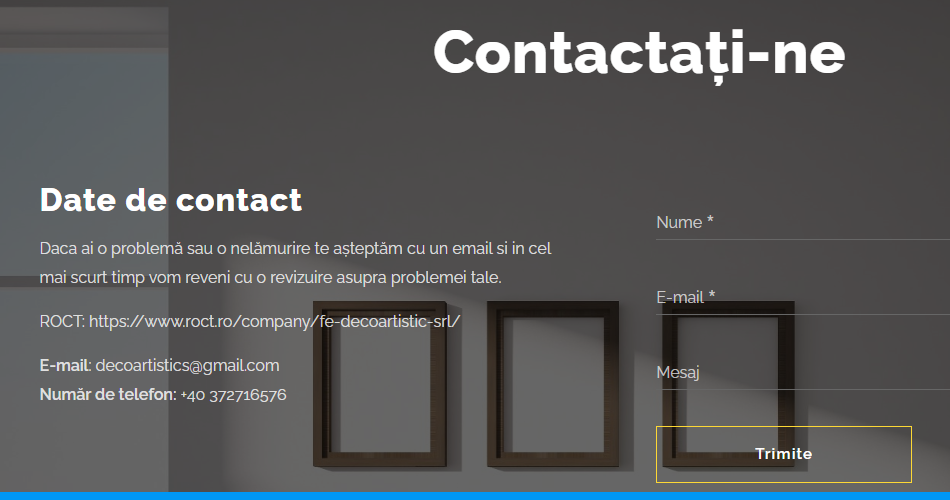 Contactați-ne
Date de contact
Daca ai o problemă sau o nelămurire te așteptăm cu un email si in cel
mai scurt timp vom reveni cu o revizuire asupra problemei tale.
ROCT: https://www.roct.ro/company/fe-decoartistic-srl/
E-mail: decoartistics@gmail.com
Număr de telefon: +40 372716576
Nume *
E-mail *
Mesaj
Trimite